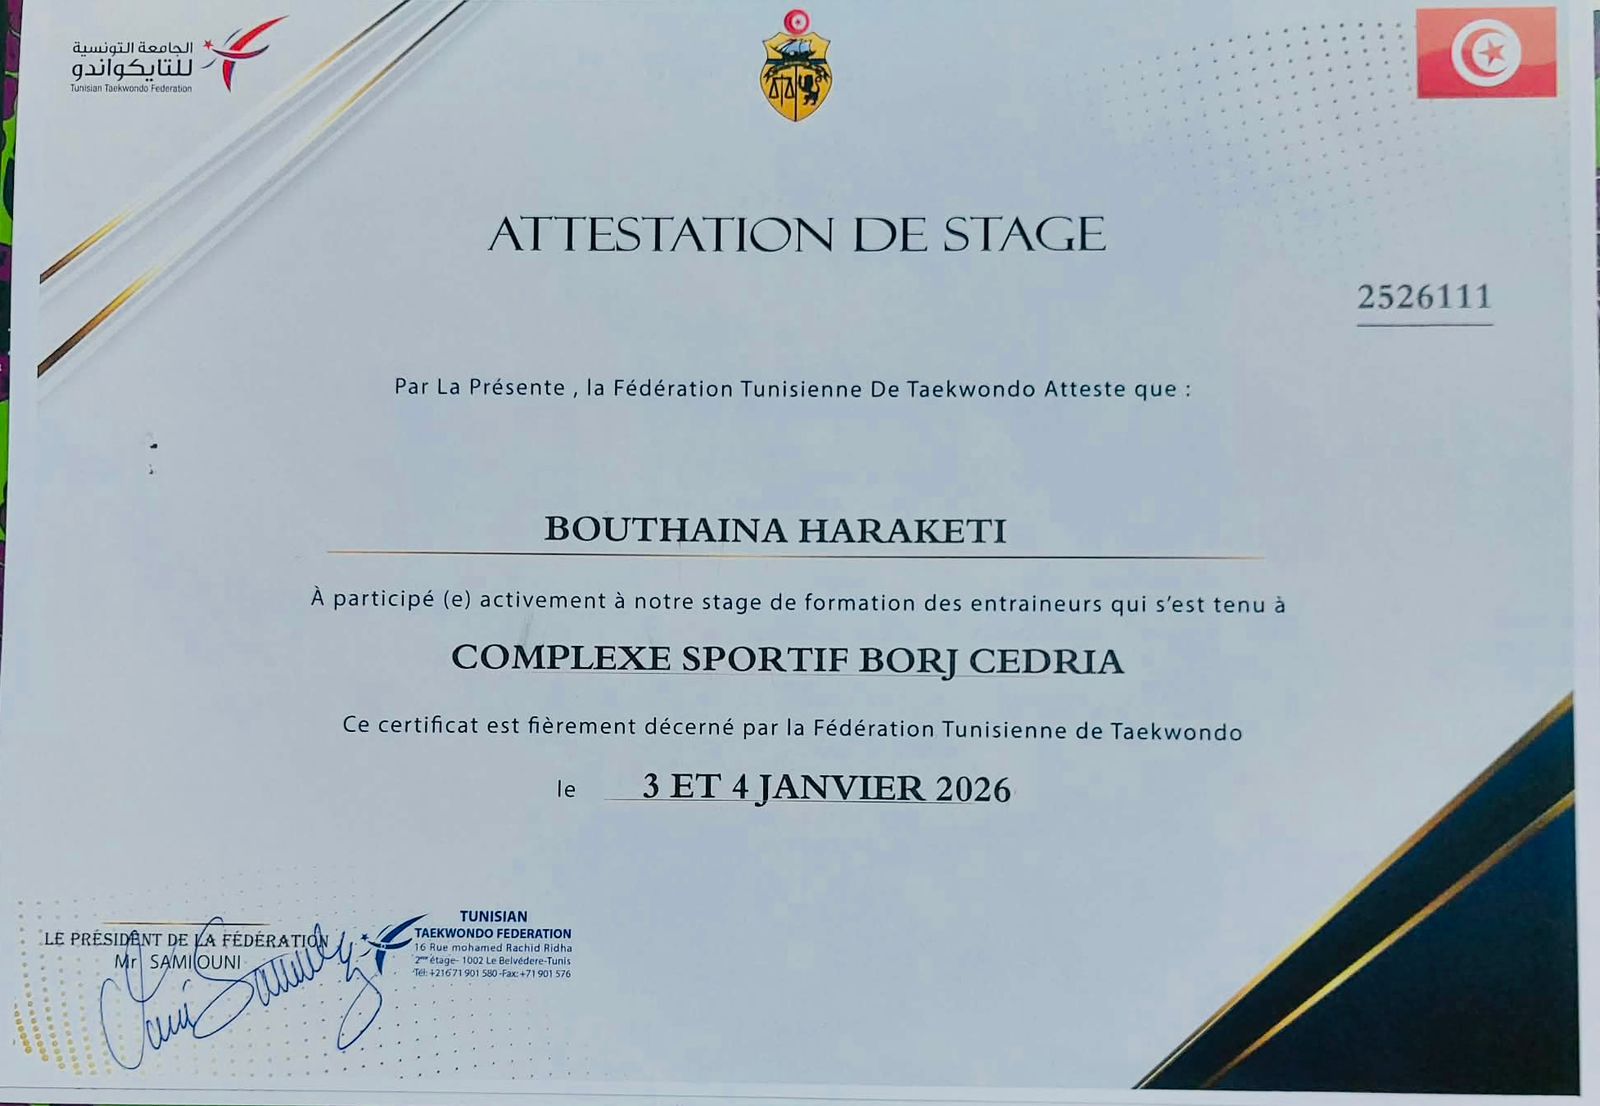 الجامعة التونسية
للتايكواندو
Tunisian Taekwondo Federation
ATTESTATION DE STAGE
2526111
Par La Présente , la Fédération Tunisienne De Taekwondo Atteste que :
BOUTHAINA HARAKETI
À participé (e) activement à notre stage de formation des entraineurs qui s’est tenu à
COMPLEXE SPORTIF BORJ CEDRIA
Ce certificat est fièrement décerné par la Fédération Tunisienne de Taekwondo
le 3 ET 4 JANVIER 2026
LE PRÉSIDENT DE LA FÉDÉRATION
Mr SAMI OUNI
TUNISIAN
TAEKWONDO FEDERATION
16 Rue mohamed Rachid Ridha
2ème étage- 1002 Le Belvédere-Tunis
Tél: +216 71 901 580 -Fax: +71 901 576